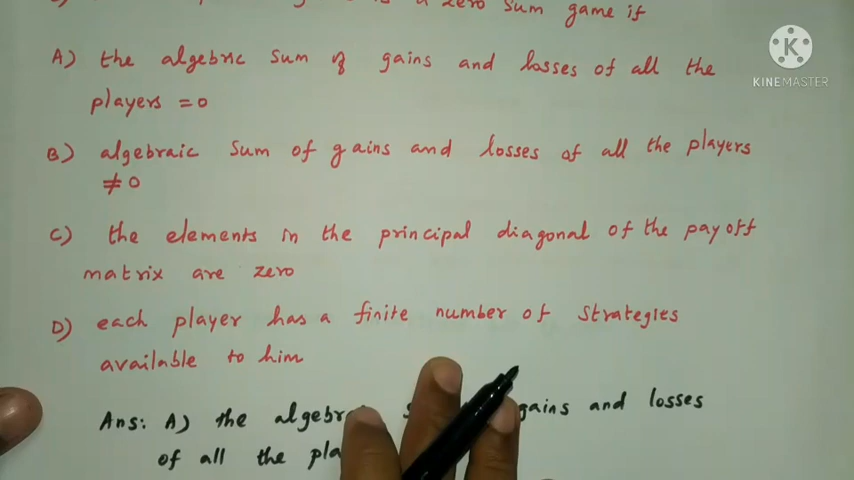 a zero sum game if
A) the algebric sum of gains and losses of all the
players = 0
B) algebraic sum of gains and losses of all the players
≠ 0
C) the elements in the principal diagonal of the pay off
matrix are zero
D) each player has a finite number of strategies
available to him
Ans: A) the algebr gains and losses
of all the pla
KINEMASTER